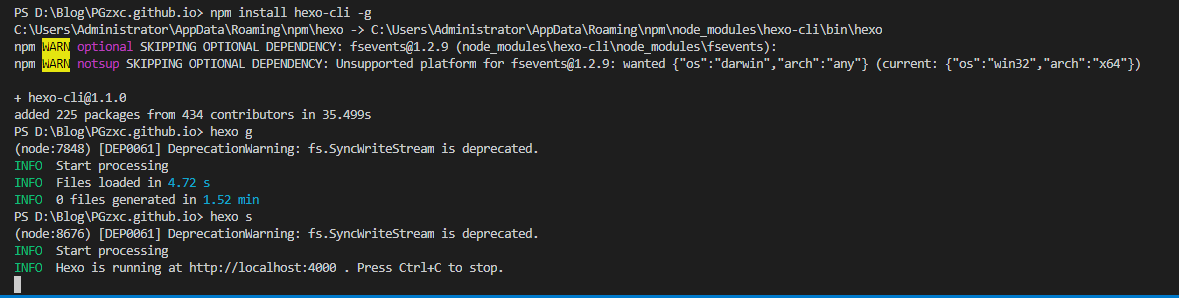 PS D:\Blog\PGzxc.github.io> npm install hexo-cli -g
C:\Users\Administrator\AppData\Roaming\npm\hexo -> C:\Users\Administrator\AppData\Roaming\npm\node_modules\hexo-cli\bin\hexo
npm WARN optional SKIPPING OPTIONAL DEPENDENCY: fsevents@1.2.9 (node_modules\hexo-cli\node_modules\fsevents):
npm WARN notsup SKIPPING OPTIONAL DEPENDENCY: Unsupported platform for fsevents@1.2.9: wanted {"os":"darwin","arch":"any"} (current: {"os":"win32","arch":"x64"})
+ hexo-cli@1.1.0
added 225 packages from 434 contributors in 35.499s
PS D:\Blog\PGzxc.github.io> hexo g
(node:7848) [DEP0061] DeprecationWarning: fs.SyncWriteStream is deprecated.
INFO  Start processing
INFO  Files loaded in 4.72 s
INFO  0 files generated in 1.52 min
PS D:\Blog\PGzxc.github.io> hexo s
(node:8676) [DEP0061] DeprecationWarning: fs.SyncWriteStream is deprecated.
INFO  Start processing
INFO  Hexo is running at http://localhost:4000 . Press Ctrl+C to stop.